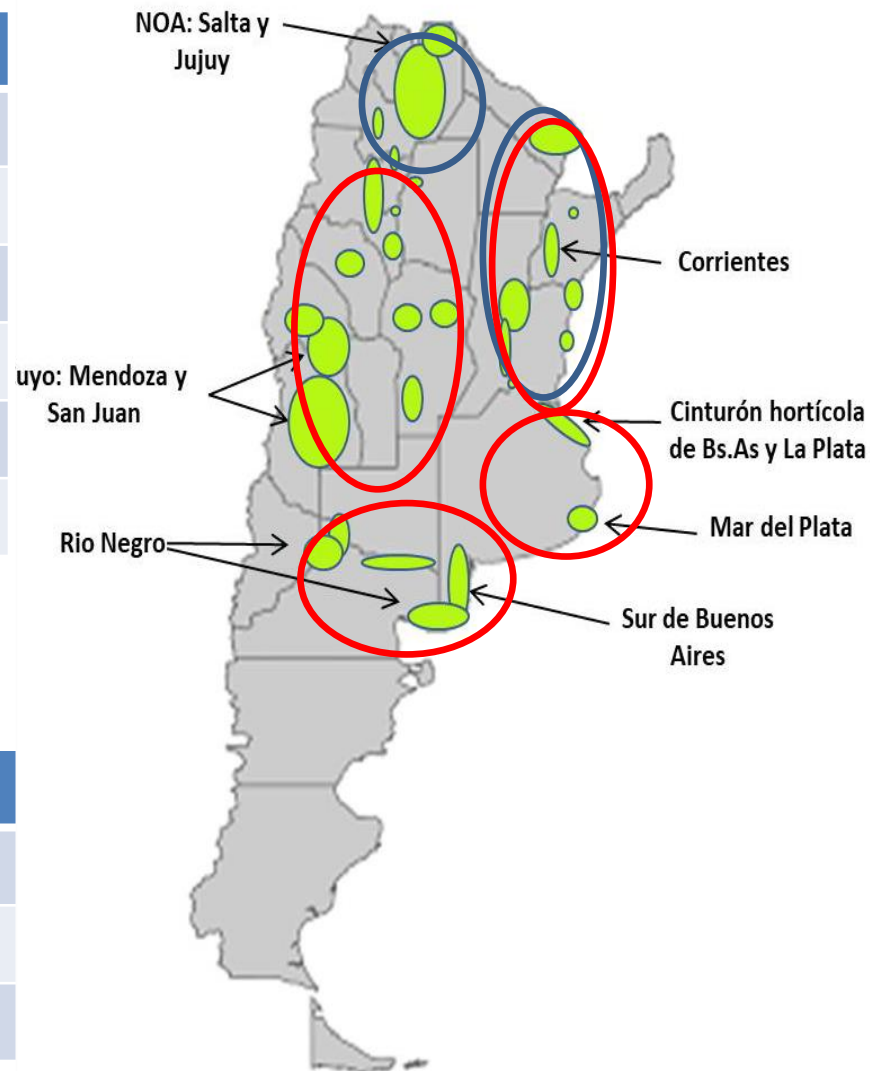 NOA: Salta y
Jujuy
Corrientes
uyo: Mendoza y
San Juan
Cinturón hortícola
de Bs.As y La Plata
Rio Negro
Mar del Plata
Sur de Buenos
Aires